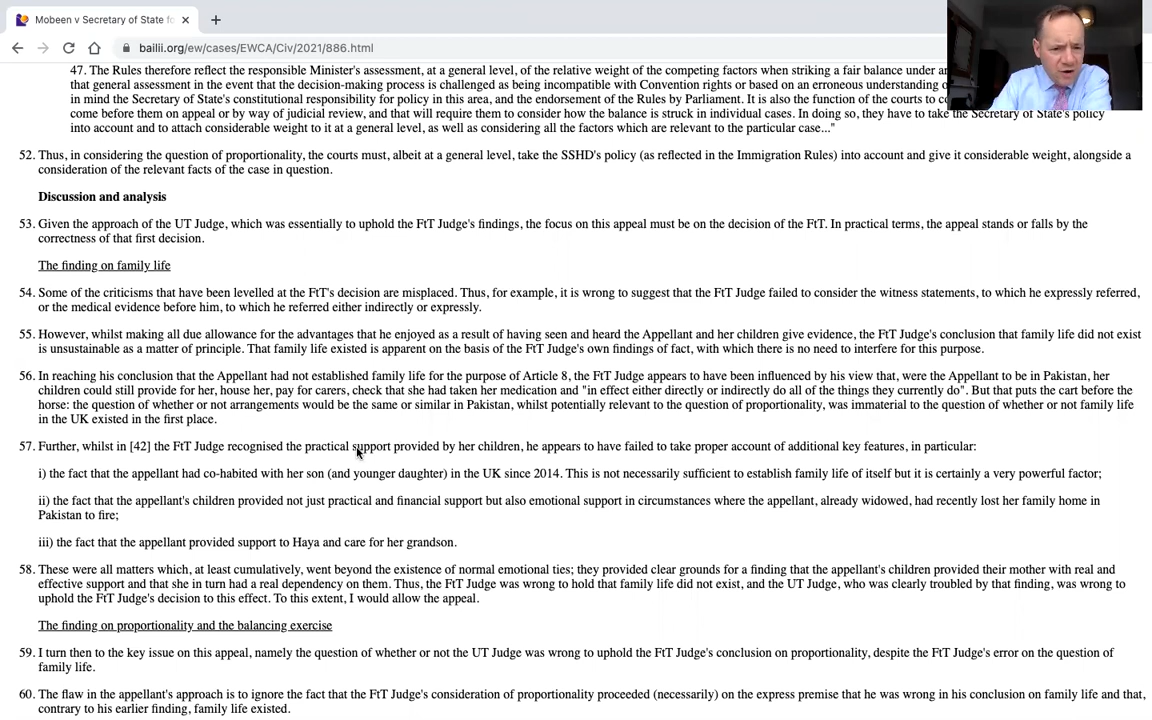 Mobeen v Secretary of State fo
bailii.org/ew/cases/EWCA/Civ/2021/886.html
47. The Rules therefore reflect the responsible Minister's assessment, at a general level, of the relative weight of the competing factors when striking a fair balance under
that general assessment in the event that the decision-making process is challenged as being incompatible with Convention rights or based on an erroneous understanding
in mind the Secretary of State's constitutional responsibility for policy in this area, and the endorsement of the Rules by Parliament. It is also the function of the courts to
come before them on appeal or by way of judicial review, and that will require them to consider how the balance is struck in individual cases. In doing so, they have to take the Secretary of State's policy
into account and to attach considerable weight to it at a general level, as well as considering all the factors which are relevant to the particular case..."
52. Thus, in considering the question of proportionality, the courts must, albeit at a general level, take the SSHD's policy (as reflected in the Immigration Rules) into account and give it considerable weight, alongside a
consideration of the relevant facts of the case in question.
Discussion and analysis
53. Given the approach of the UT Judge, which was essentially to uphold the FtT Judge's findings, the focus on this appeal must be on the decision of the FtT. In practical terms, the appeal stands or falls by the
correctness of that first decision.
The finding on family life
54. Some of the criticisms that have been levelled at the FtT's decision are misplaced. Thus, for example, it is wrong to suggest that the FtT Judge failed to consider the witness statements, to which he expressly referred,
or the medical evidence before him, to which he referred either indirectly or expressly.
55. However, whilst making all due allowance for the advantages that he enjoyed as a result of having seen and heard the Appellant and her children give evidence, the FtT Judge's conclusion that family life did not exist
is unsustainable as a matter of principle. That family life existed is apparent on the basis of the FtT Judge's own findings of fact, with which there is no need to interfere for this purpose.
56. In reaching his conclusion that the Appellant had not established family life for the purpose of Article 8, the FtT Judge appears to have been influenced by his view that, were the Appellant to be in Pakistan, her
children could still provide for her, house her, pay for carers, check that she had taken her medication and "in effect either directly or indirectly do all of the things they currently do". But that puts the cart before the
horse: the question of whether or not arrangements would be the same or similar in Pakistan, whilst potentially relevant to the question of proportionality, was immaterial to the question of whether or not family life
in the UK existed in the first place.
57. Further, whilst in [42] the FtT Judge recognised the practical support provided by her children, he appears to have failed to take proper account of additional key features, in particular:
i) the fact that the appellant had co-habited with her son (and younger daughter) in the UK since 2014. This is not necessarily sufficient to establish family life of itself but it is certainly a very powerful factor;
ii) the fact that the appellant's children provided not just practical and financial support but also emotional support in circumstances where the appellant, already widowed, had recently lost her family home in
Pakistan to fire;
iii) the fact that the appellant provided support to Haya and care for her grandson.
58. These were all matters which, at least cumulatively, went beyond the existence of normal emotional ties; they provided clear grounds for a finding that the appellant's children provided their mother with real and
effective support and that she in turn had a real dependency on them. Thus, the FtT Judge was wrong to hold that family life did not exist, and the UT Judge, who was clearly troubled by that finding, was wrong to
uphold the FtT Judge's decision to this effect. To this extent, I would allow the appeal.
The finding on proportionality and the balancing exercise
59. I turn then to the key issue on this appeal, namely the question of whether or not the UT Judge was wrong to uphold the FtT Judge's conclusion on proportionality, despite the FtT Judge's error on the question of
family life.
60. The flaw in the appellant's approach is to ignore the fact that the FtT Judge's consideration of proportionality proceeded (necessarily) on the express premise that he was wrong in his conclusion on family life and that,
contrary to his earlier finding, family life existed.